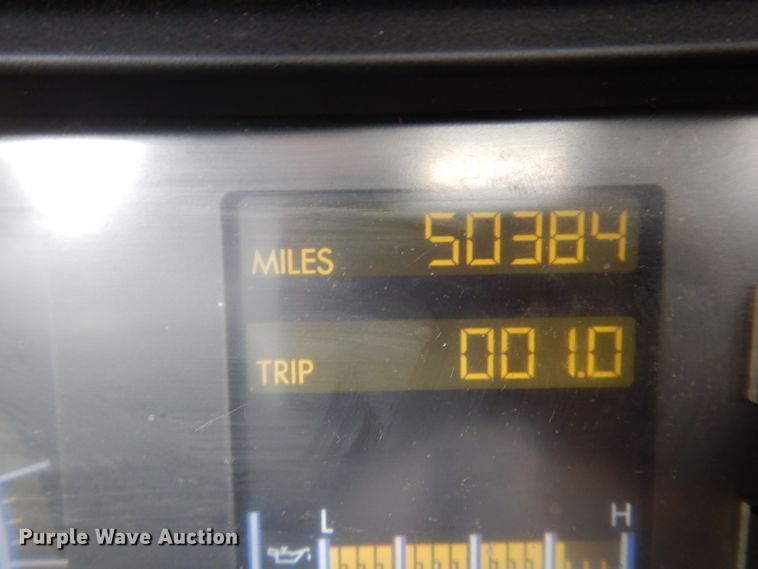 MILES 50384
TRIP 001.0
L H
Purple Wave Auction